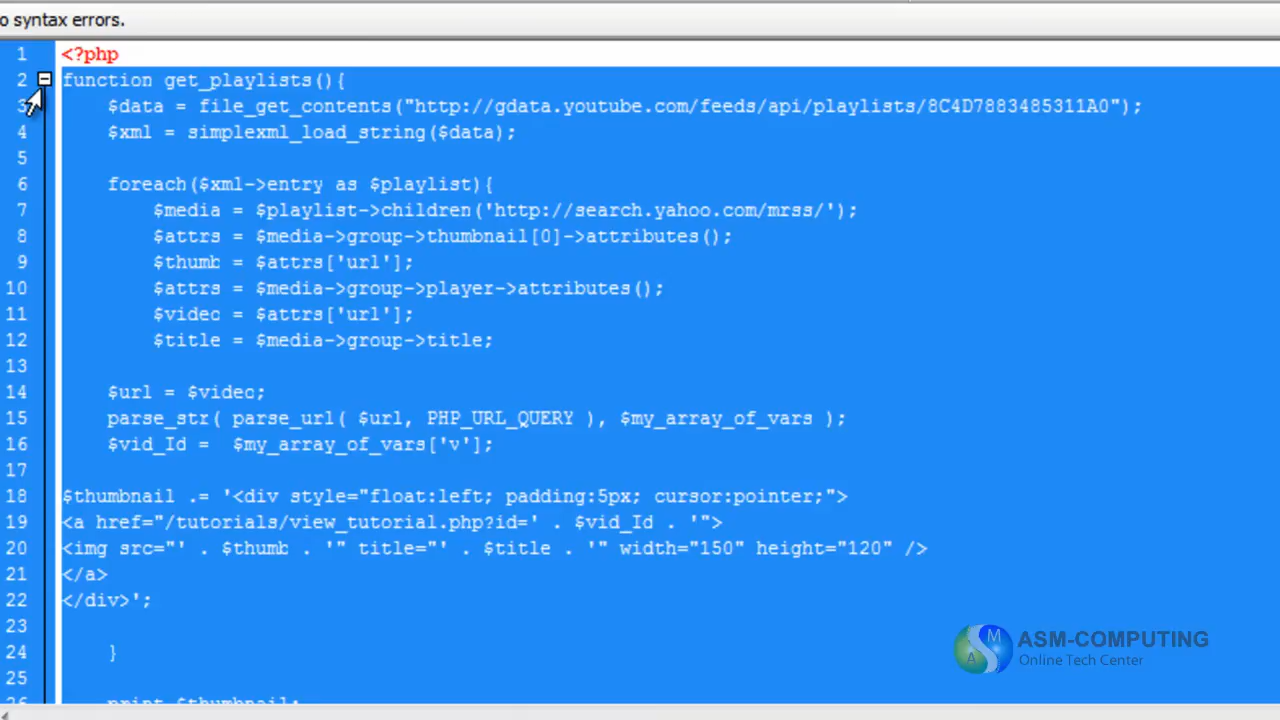 o syntax errors.
1 <?php
2 function get_playlists(){
3 $data = file_get_contents("http://gdata.youtube.com/feeds/api/playlists/8C4D7883485311A0");
4 $xml = simplexml_load_string($data);
5
6 foreach($xml->entry as $playlist){
7 $media = $playlist->children('http://search.yahoo.com/mrss/');
8 $attrs = $media->group->thumbnail[0]->attributes();
9 $thumb = $attrs['url'];
10 $attrs = $media->group->player->attributes();
11 $video = $attrs['url'];
12 $title = $media->group->title;
13
14 $url = $video;
15 parse_str( parse_url( $url, PHP_URL_QUERY ), $my_array_of_vars );
16 $vid_Id =  $my_array_of_vars['v'];
17
18 $thumbnail .= '<div style="float:left; padding:5px; cursor:pointer;">
19 <a href="/tutorials/view_tutorial.php?id=' . $vid_Id . '">
20 <img src="' . $thumb . '" title="' . $title . '" width="150" height="120" />
21 </a>
22 </div>';
23
24 }
25
26 print $thumbnail;
M
A
ASM-COMPUTING
Online Tech Center